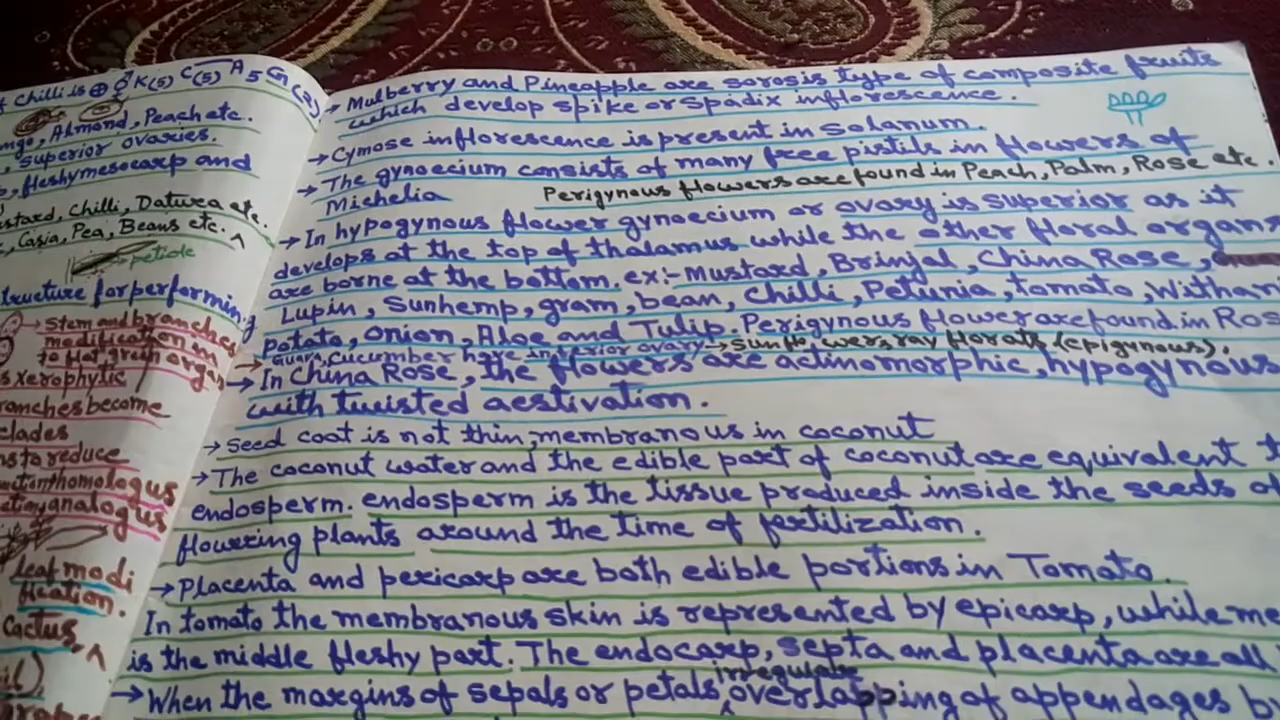 f Chilli is ⊕ ⚥ K(5) C(5) A5 G(2)
Almond, Peach etc.
superior ovaries.
fleshy mesocarp and
stard, Chilli, Datura etc.
Casia, Pea, Beans etc.
petiole
tructure for performing
→ Stem and branches
modification in
to flat green organ
s xerophytic
ranches become
clades
ns to reduce
homologus
analogus
leaf modi
fication.
Cactus
→ Mulberry and Pineapple are sorosis type of composite fruits
which develop spike or spadix inflorescence.
→ Cymose inflorescence is present in Solanum.
→ The gynoecium consists of many free pistils in flowers of
Michelia Perigynous flowers are found in Peach, Palm, Rose etc.
→ In hypogynous flower gynoecium or ovary is superior as it
develops at the top of thalamus while the other floral organs
are borne at the bottom. ex:- Mustard, Brinjal, China Rose,
Lupin, Sunhemp, gram, bean, Chilli, Petunia, tomato, Withan
potato, onion, Aloe and Tulip. Perigynous flower are found in Ros
→ Guava, Cucumber have inferior ovary → Sunflowers, ray florats (epigynous).
→ In China Rose, the flowers are actinomorphic, hypogynous
with twisted aestivation.
→ Seed coat is not thin, membranous in coconut
→ The coconut water and the edible part of coconut are equivalent t
endosperm. endosperm is the tissue produced inside the seeds of
flowering plants around the time of fertilization.
→ Placenta and pericarp are both edible portions in Tomato.
In tomato the membranous skin is represented by epicarp, while me
is the middle fleshy part. The endocarp, septa and placenta are all
irregular
→ When the margins of sepals or petals ^ overlapping of appendages by